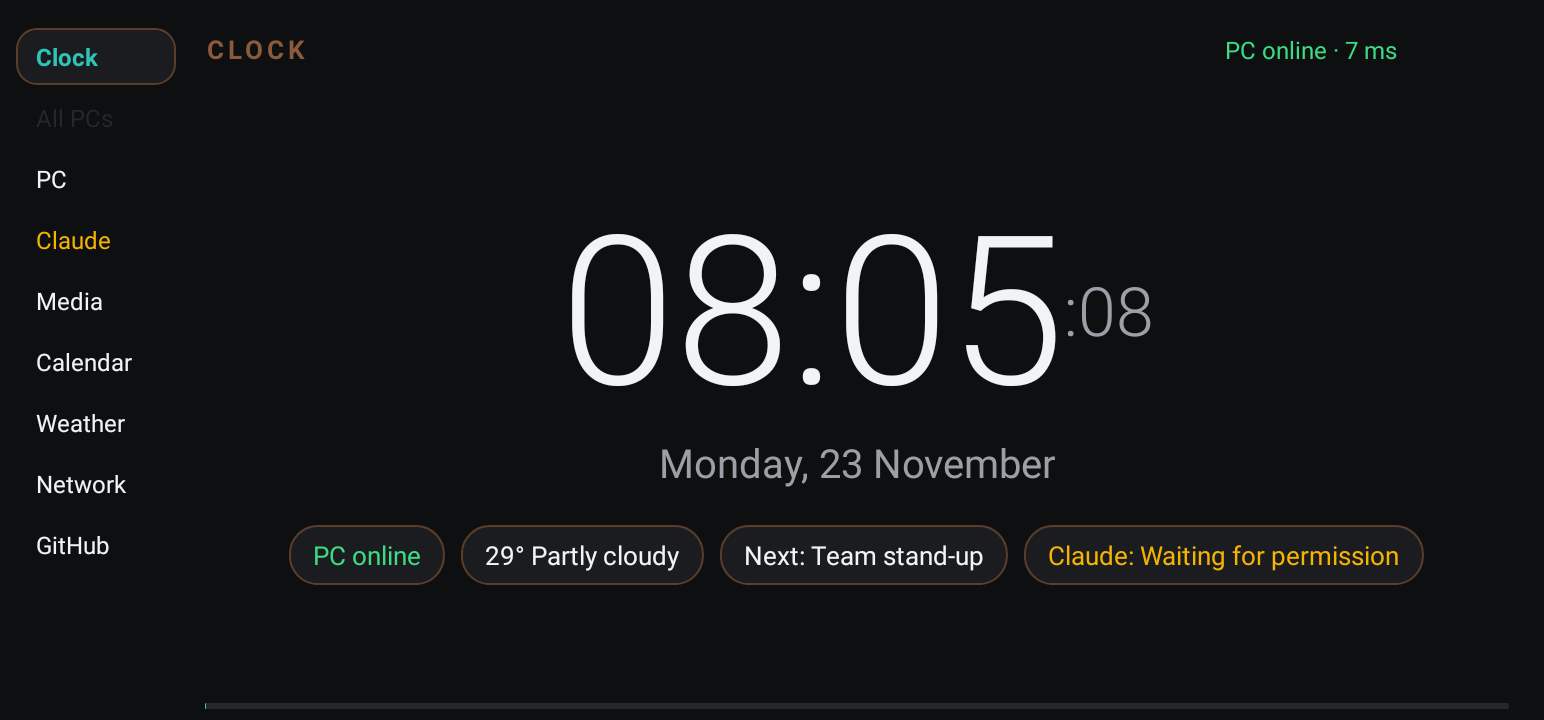 Clock
All PCs
PC
Claude
Media
Calendar
Weather
Network
GitHub
CLOCK
PC online · 7 ms
08:05:08
Monday, 23 November
PC online
29° Partly cloudy
Next: Team stand-up
Claude: Waiting for permission